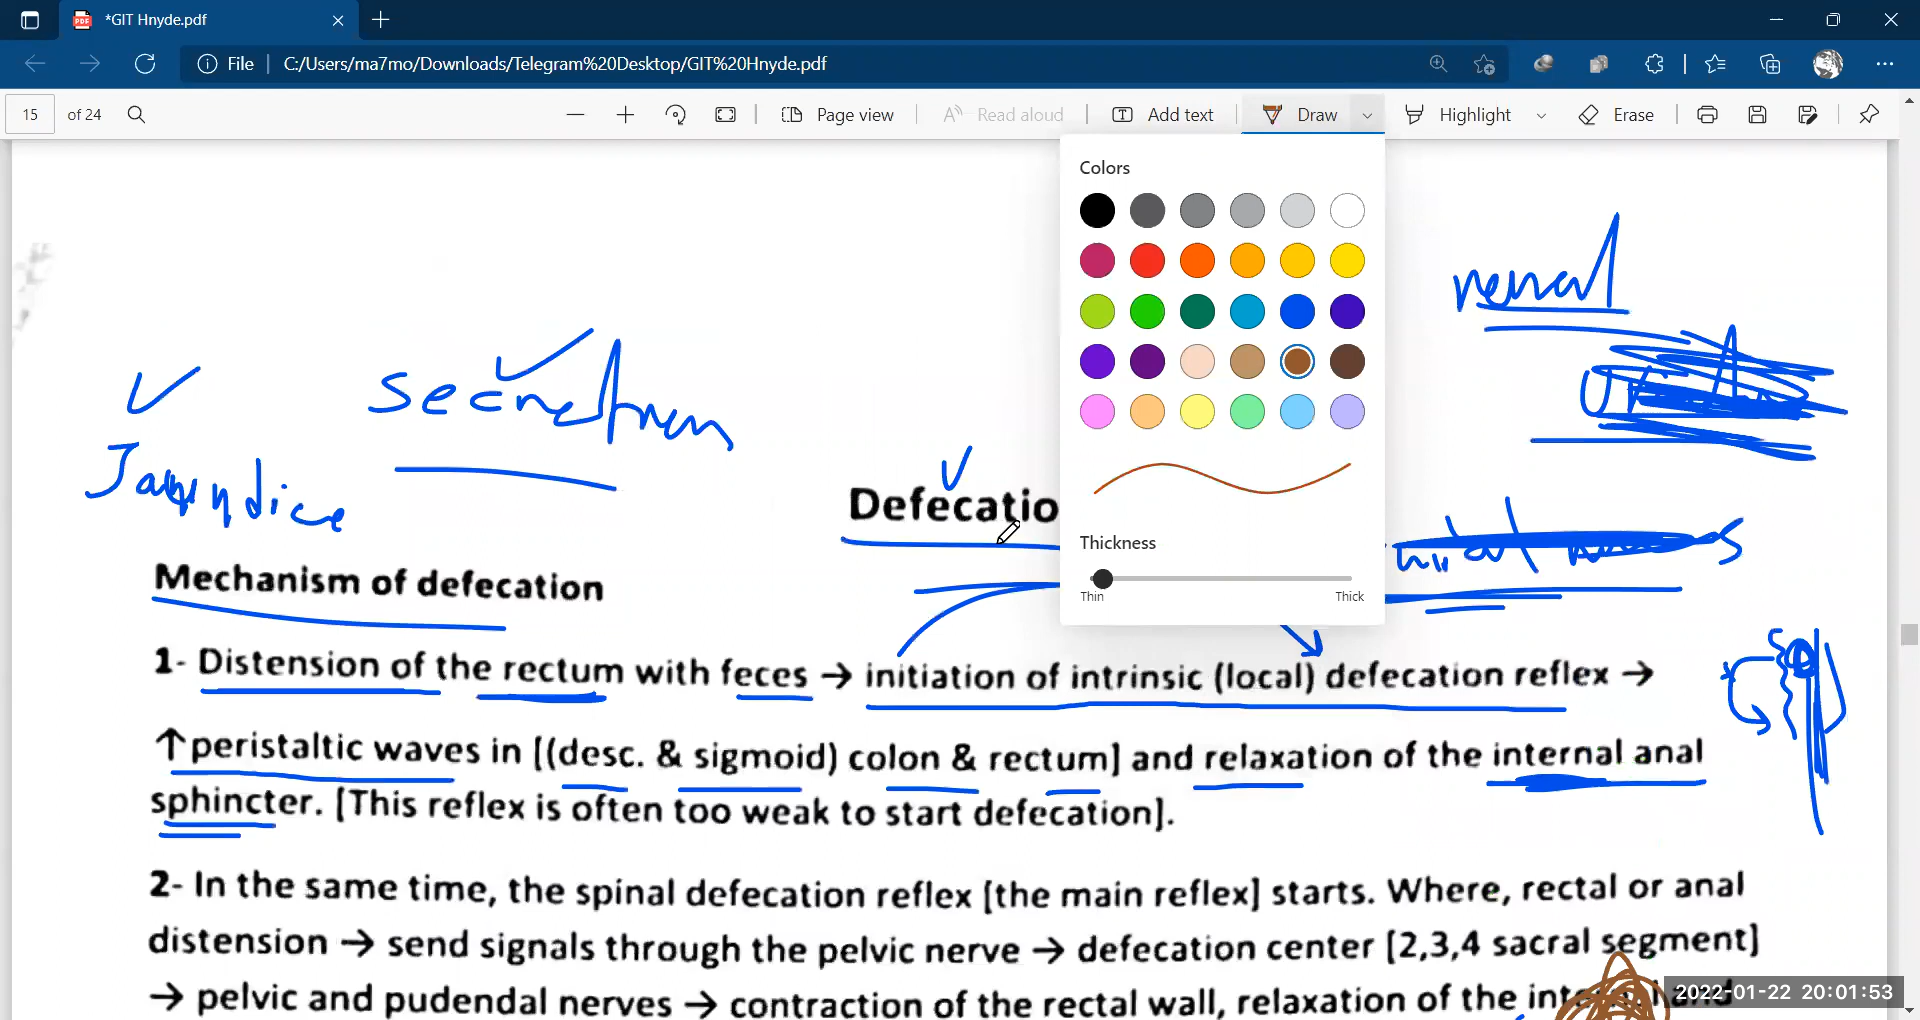 *GIT Hnyde.pdf
File C:/Users/ma7mo/Downloads/Telegram%20Desktop/GIT%20Hnyde.pdf
15 of 24 Page view Read aloud Add text Draw Highlight Erase
Colors
renal
secretum
Jaundice
Defecatio
Thickness
Thin Thick
Mechanism of defecation
1- Distension of the rectum with feces → initiation of intrinsic (local) defecation reflex →
↑peristaltic waves in [(desc. & sigmoid) colon & rectum] and relaxation of the internal anal
sphincter. [This reflex is often too weak to start defecation].
2- In the same time, the spinal defecation reflex [the main reflex] starts. Where, rectal or anal
distension → send signals through the pelvic nerve → defecation center [2,3,4 sacral segment]
→ pelvic and pudendal nerves → contraction of the rectal wall, relaxation of the int and
2022-01-22 20:01:53